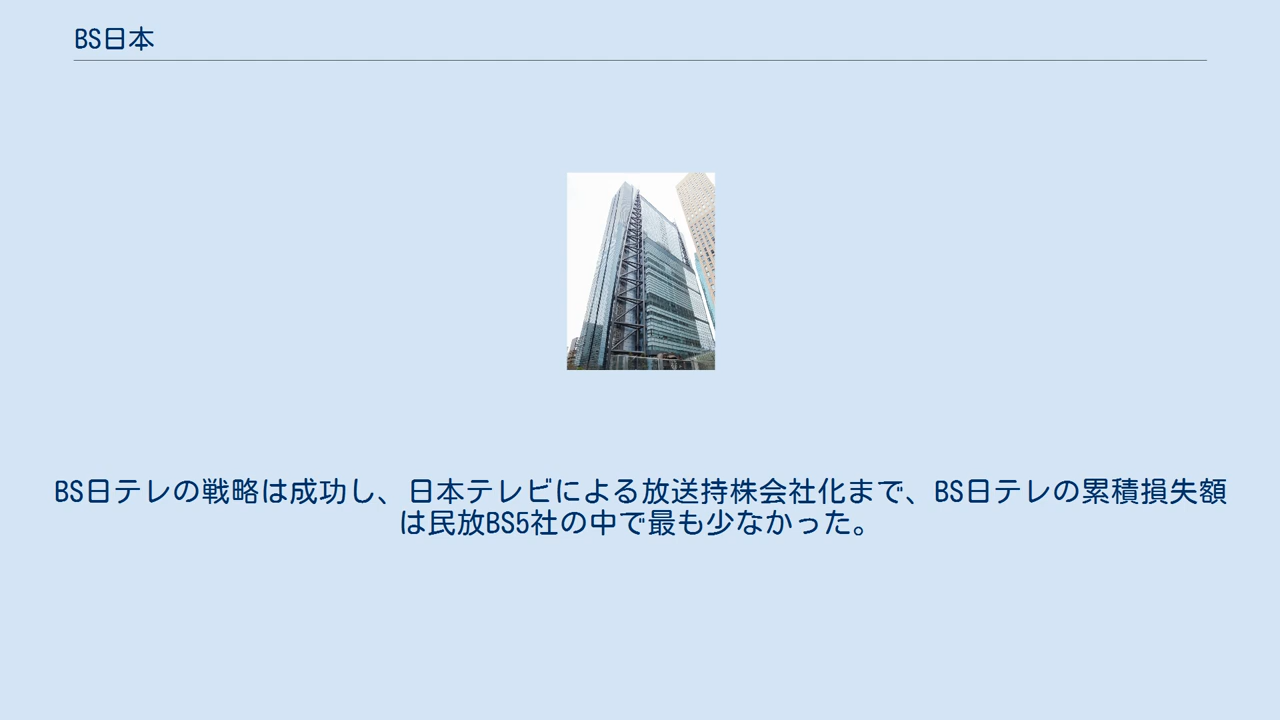 BS日本
BS日テレの戦略は成功し、日本テレビによる放送持株会社化まで、BS日テレの累積損失額
は民放BS5社の中で最も少なかった。